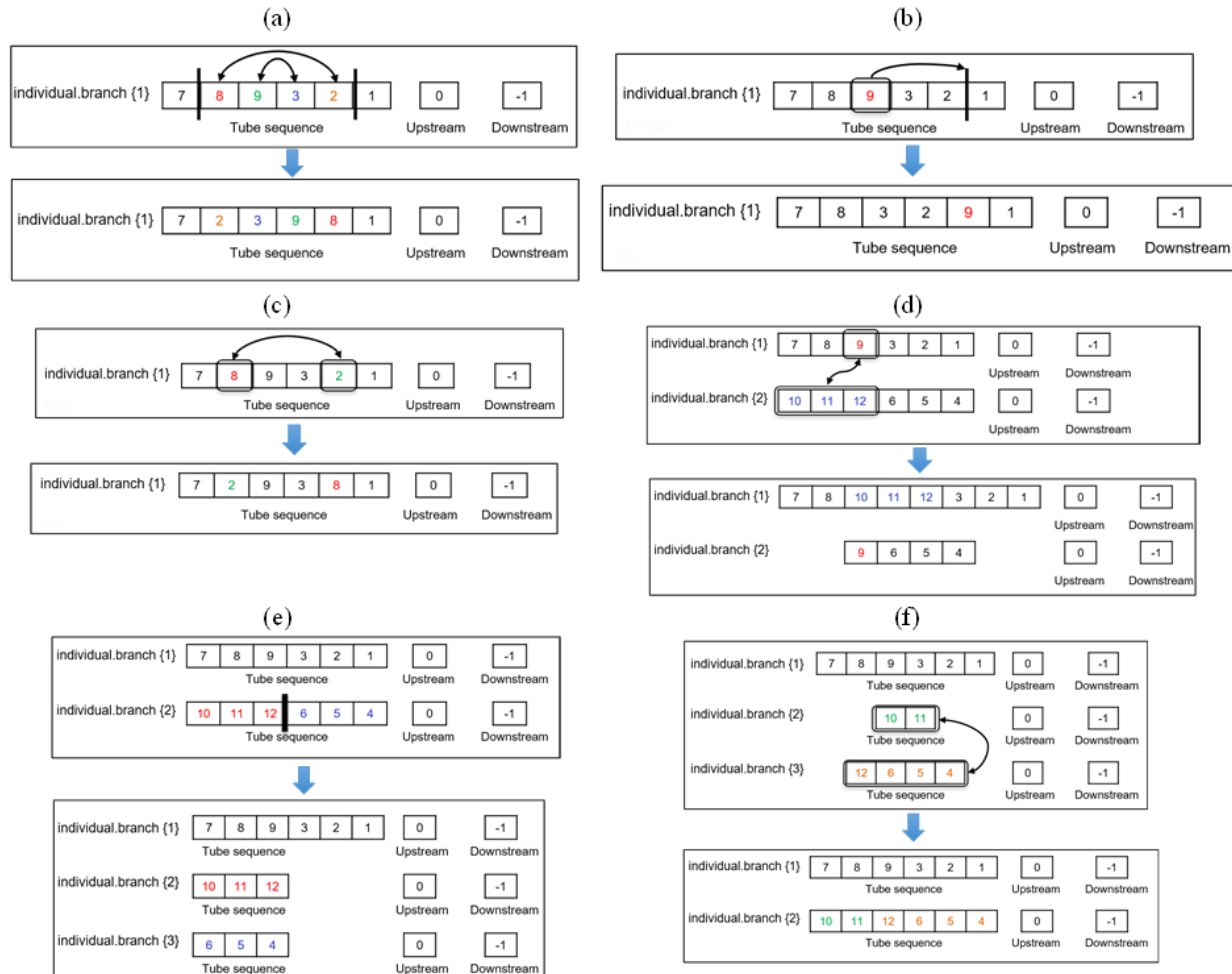 (a)
individual.branch {1} 7 8 9 3 2 1 0 -1
Tube sequence Upstream Downstream
individual.branch {1} 7 2 3 9 8 1 0 -1
Tube sequence Upstream Downstream
(b)
individual.branch {1} 7 8 9 3 2 1 0 -1
Tube sequence Upstream Downstream
individual.branch {1} 7 8 3 2 9 1 0 -1
Tube sequence Upstream Downstream
(c)
individual.branch {1} 7 8 9 3 2 1 0 -1
Tube sequence Upstream Downstream
individual.branch {1} 7 2 9 3 8 1 0 -1
Tube sequence Upstream Downstream
(d)
individual.branch {1} 7 8 9 3 2 1 0 -1
Upstream Downstream
individual.branch {2} 10 11 12 6 5 4 0 -1
Upstream Downstream
individual.branch {1} 7 8 10 11 12 3 2 1 0 -1
Upstream Downstream
individual.branch {2} 9 6 5 4 0 -1
Upstream Downstream
(e)
individual.branch {1} 7 8 9 3 2 1 0 -1
Tube sequence Upstream Downstream
individual.branch {2} 10 11 12 6 5 4 0 -1
Tube sequence Upstream Downstream
individual.branch {1} 7 8 9 3 2 1 0 -1
Tube sequence Upstream Downstream
individual.branch {2} 10 11 12 0 -1
Tube sequence Upstream Downstream
individual.branch {3} 6 5 4 0 -1
Tube sequence Upstream Downstream
(f)
individual.branch {1} 7 8 9 3 2 1 0 -1
Tube sequence Upstream Downstream
individual.branch {2} 10 11 0 -1
Tube sequence Upstream Downstream
individual.branch {3} 12 6 5 4 0 -1
Tube sequence Upstream Downstream
individual.branch {1} 7 8 9 3 2 1 0 -1
Tube sequence Upstream Downstream
individual.branch {2} 10 11 12 6 5 4 0 -1
Tube sequence Upstream Downstream